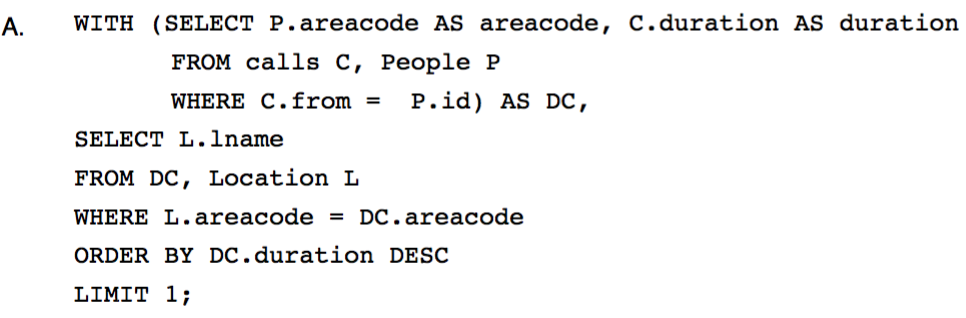 A. WITH (SELECT P.areacode AS areacode, C.duration AS duration
FROM calls C, People P
WHERE C.from = P.id) AS DC,
SELECT L.lname
FROM DC, Location L
WHERE L.areacode = DC.areacode
ORDER BY DC.duration DESC
LIMIT 1;